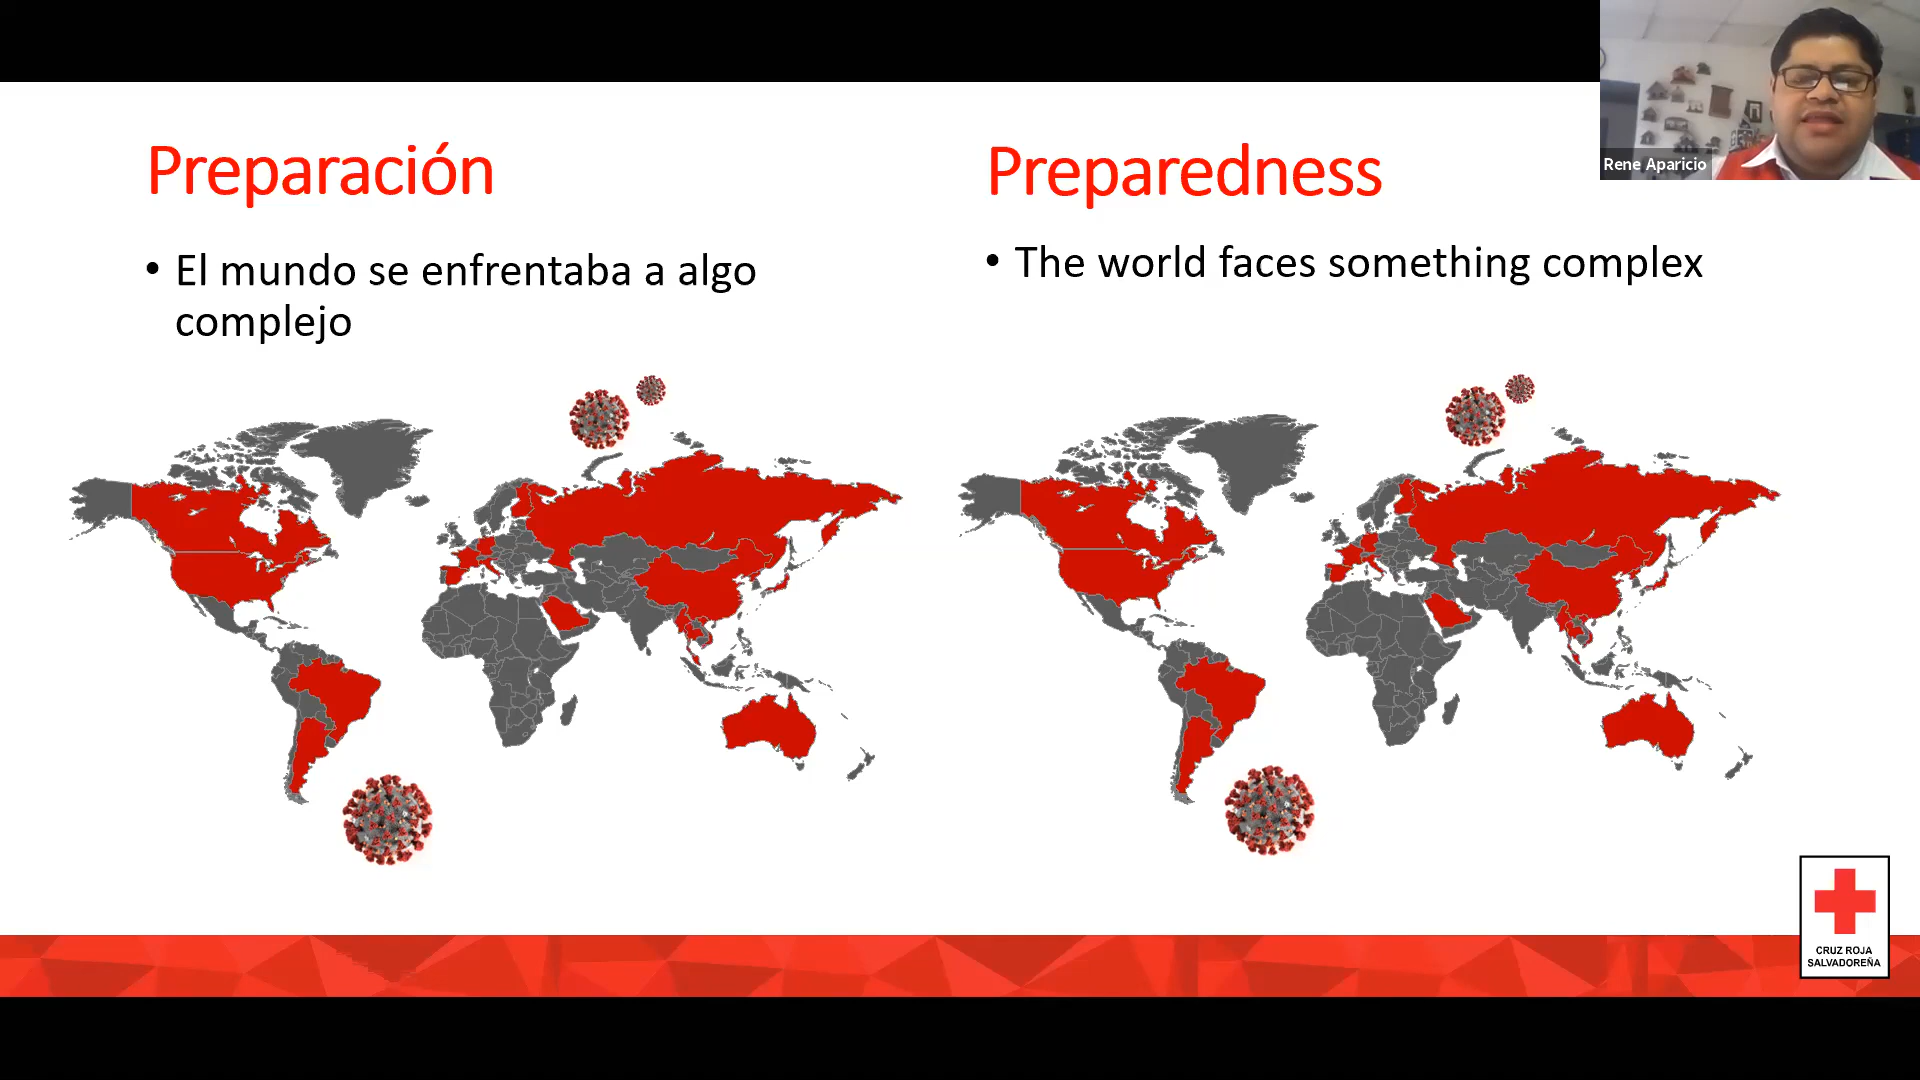 Preparación
• El mundo se enfrentaba a algo
complejo
Preparedness
• The world faces something complex
Rene Aparicio
CRUZ ROJA
SALVADOREÑA